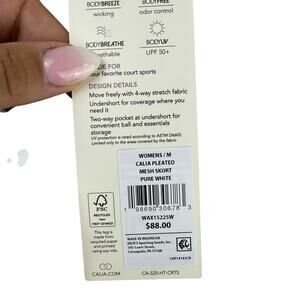 BODYBREEZE
BODYFREE
wicking
odor control
BODYBREATHE
BODYUV
breathable
UPF 50+
DE FOR
our favorite court sports
DESIGN DETAILS
Move freely with 4-way stretch fabric
Undershort for coverage where you need it
Two-way pocket at undershort for convenient ball and essentials storage
UV protection is rated according to ASTM D6603.
Limited only to the areas covered by the fabric
WOMENS / M
CALIA PLEATED
MESH SKORT
PURE WHITE
1 98690 30678 3
WAX15225W
$88.00
FSC
RECYCLED
This tag is
recycled paper
and printed
using soy inks
MADE IN INDONESIA
DICK'S Sporting Goods, Inc.
345 Court Street,
Coraopolis, PA 15108
CALIA.COM
CA-S25-HT-CRTS